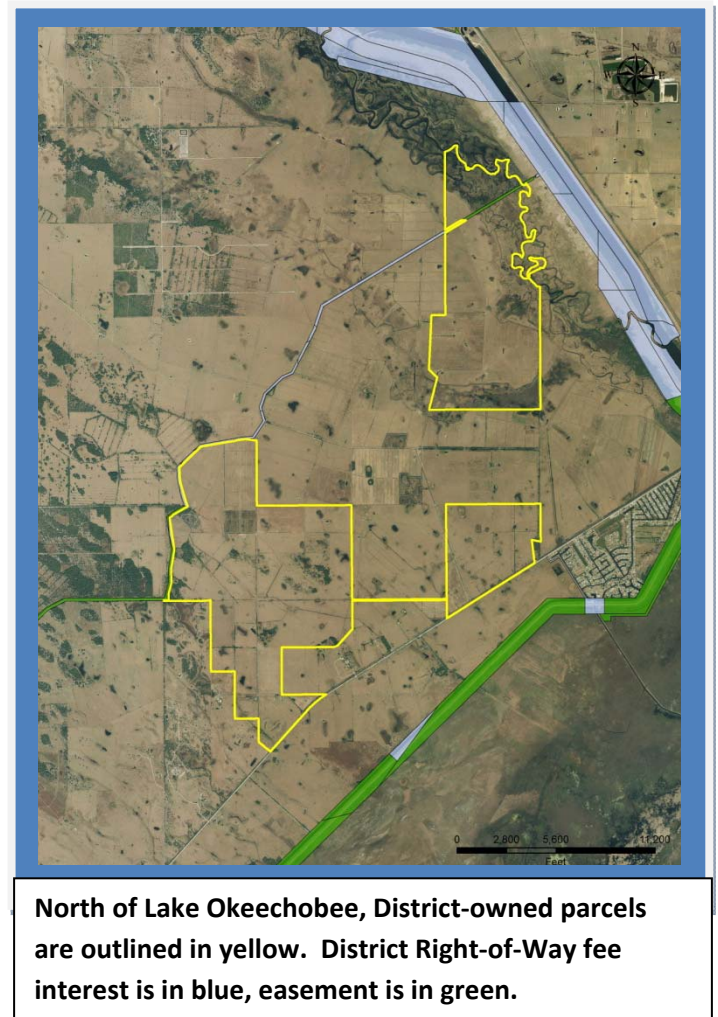 N
W E
S
0 2,800 5,600 11,200
Feet
North of Lake Okeechobee, District-owned parcels
are outlined in yellow. District Right-of-Way fee
interest is in blue, easement is in green.